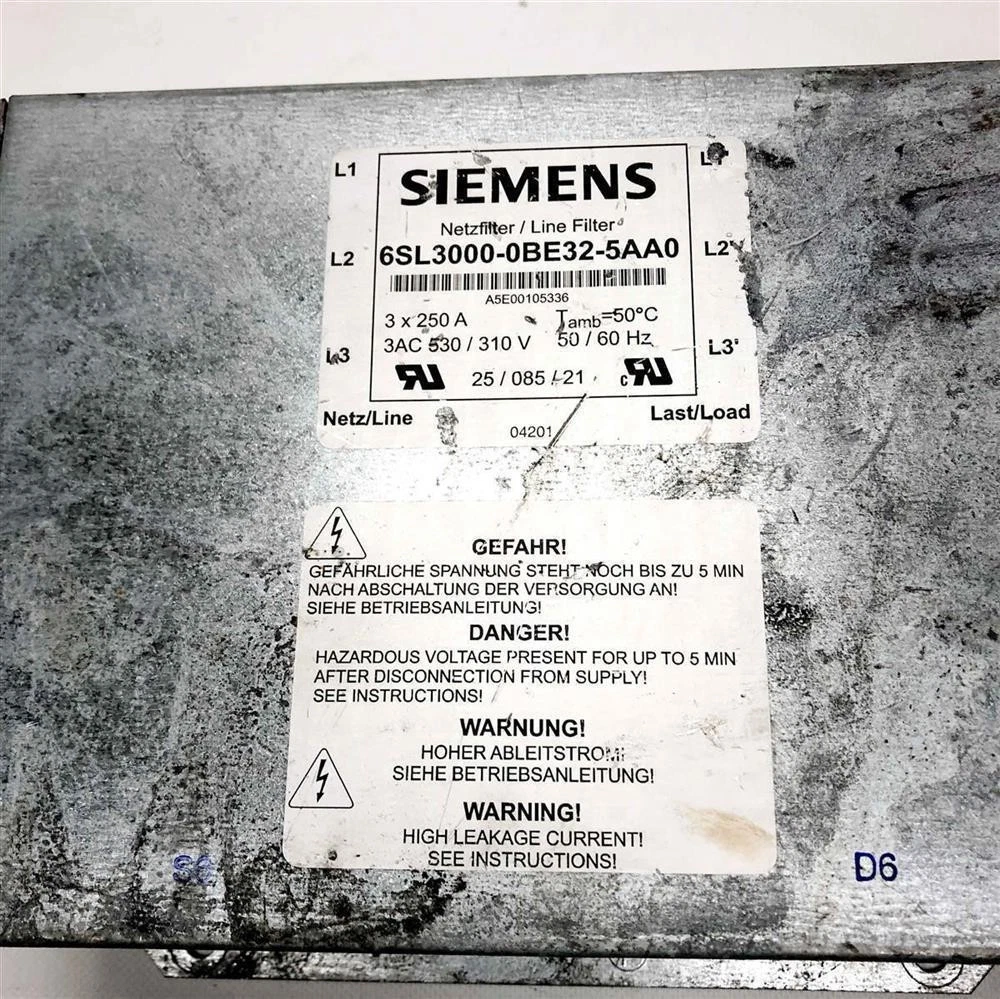 L1
SIEMENS
L1'
Netzfilter / Line Filter
L2
6SL3000-0BE32-5AA0
L2'
A5E00105336
3 x 250 A
Tamb=50°C
L3
3AC 530 / 310 V
50 / 60 Hz
L3'
25 / 085 / 21
Netz/Line
Last/Load
04201
GEFAHR!
GEFÄHRLICHE SPANNUNG STEHT NOCH BIS ZU 5 MIN
NACH ABSCHALTUNG DER VERSORGUNG AN!
SIEHE BETRIEBSANLEITUNG!
DANGER!
HAZARDOUS VOLTAGE PRESENT FOR UP TO 5 MIN
AFTER DISCONNECTION FROM SUPPLY!
SEE INSTRUCTIONS!
WARNUNG!
HOHER ABLEITSTROM!
SIEHE BETRIEBSANLEITUNG!
WARNING!
HIGH LEAKAGE CURRENT!
SEE INSTRUCTIONS!
D6